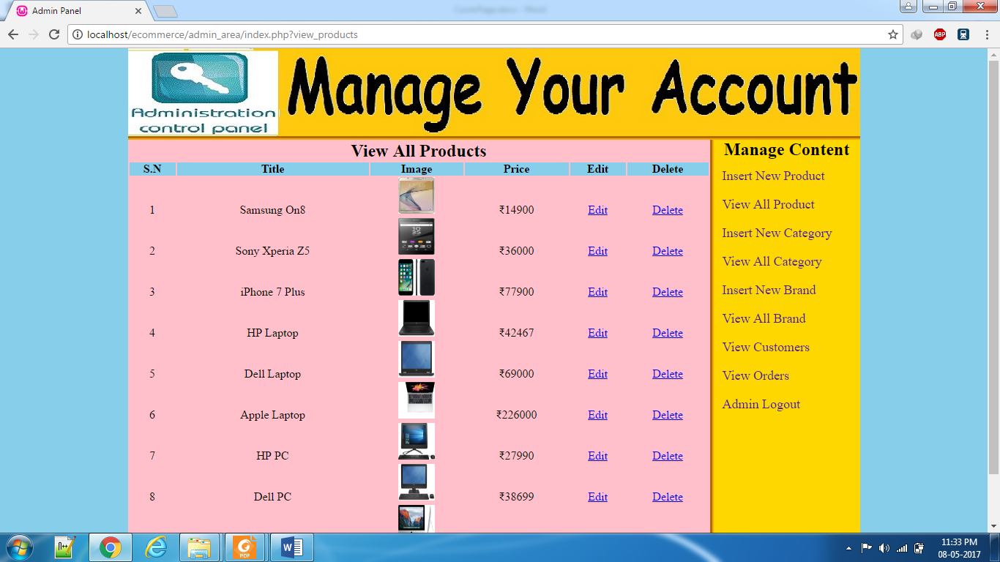 Admin Panel
localhost/ecommerce/admin_area/index.php?view_products
ABP
Administration
control panel
Manage Your Account
View All Products
S.N Title Image Price Edit Delete
1 Samsung On8 ₹14900 Edit Delete
2 Sony Xperia Z5 ₹36000 Edit Delete
3 iPhone 7 Plus ₹77900 Edit Delete
4 HP Laptop ₹42467 Edit Delete
5 Dell Laptop ₹69000 Edit Delete
6 Apple Laptop ₹226000 Edit Delete
7 HP PC ₹27990 Edit Delete
8 Dell PC ₹38699 Edit Delete
Manage Content
Insert New Product
View All Product
Insert New Category
View All Category
Insert New Brand
View All Brand
View Customers
View Orders
Admin Logout
PDF
11:33 PM
08-05-2017